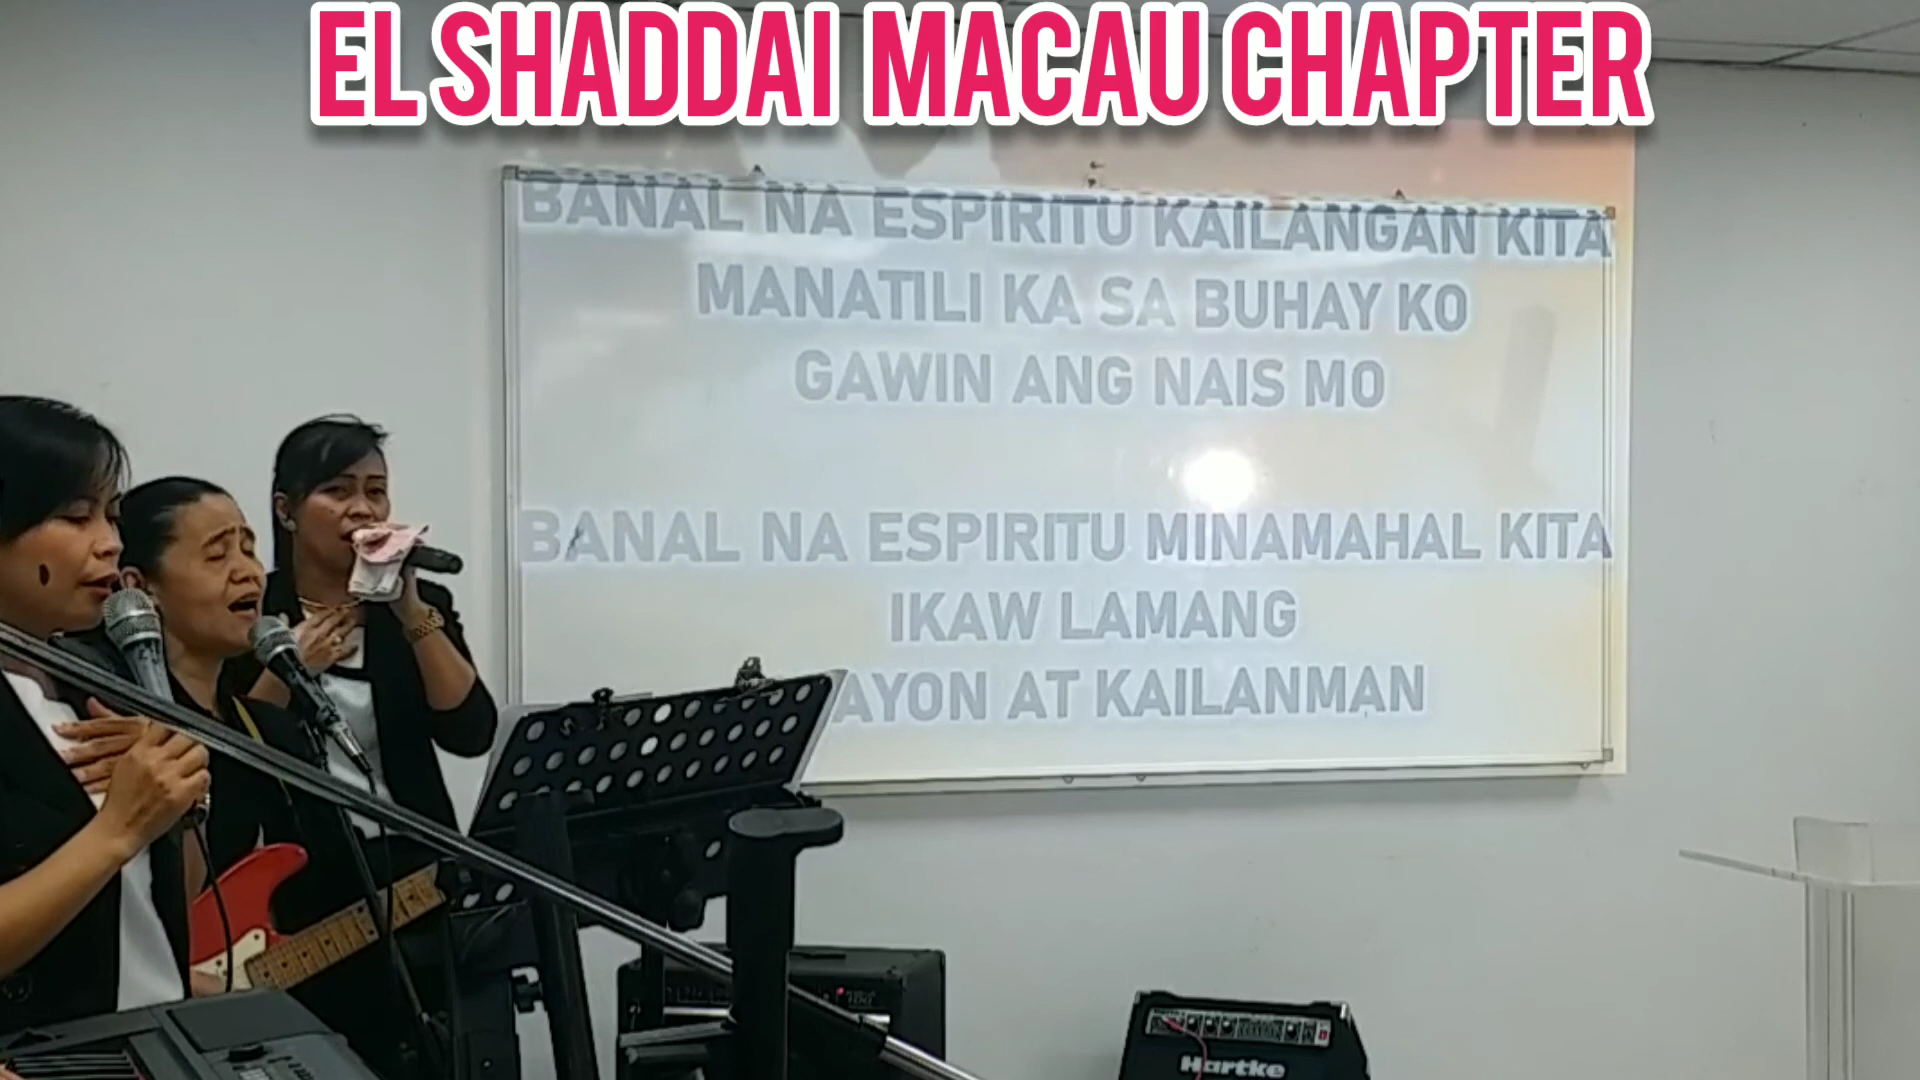 EL SHADDAI MACAU CHAPTER
BANAL NA ESPIRITU KAILANGAN KITA
MANATILI KA SA BUHAY KO
GAWIN ANG NAIS MO
BANAL NA ESPIRITU MINAMAHAL KITA
IKAW LAMANG
AT KAILANMAN
Hartke